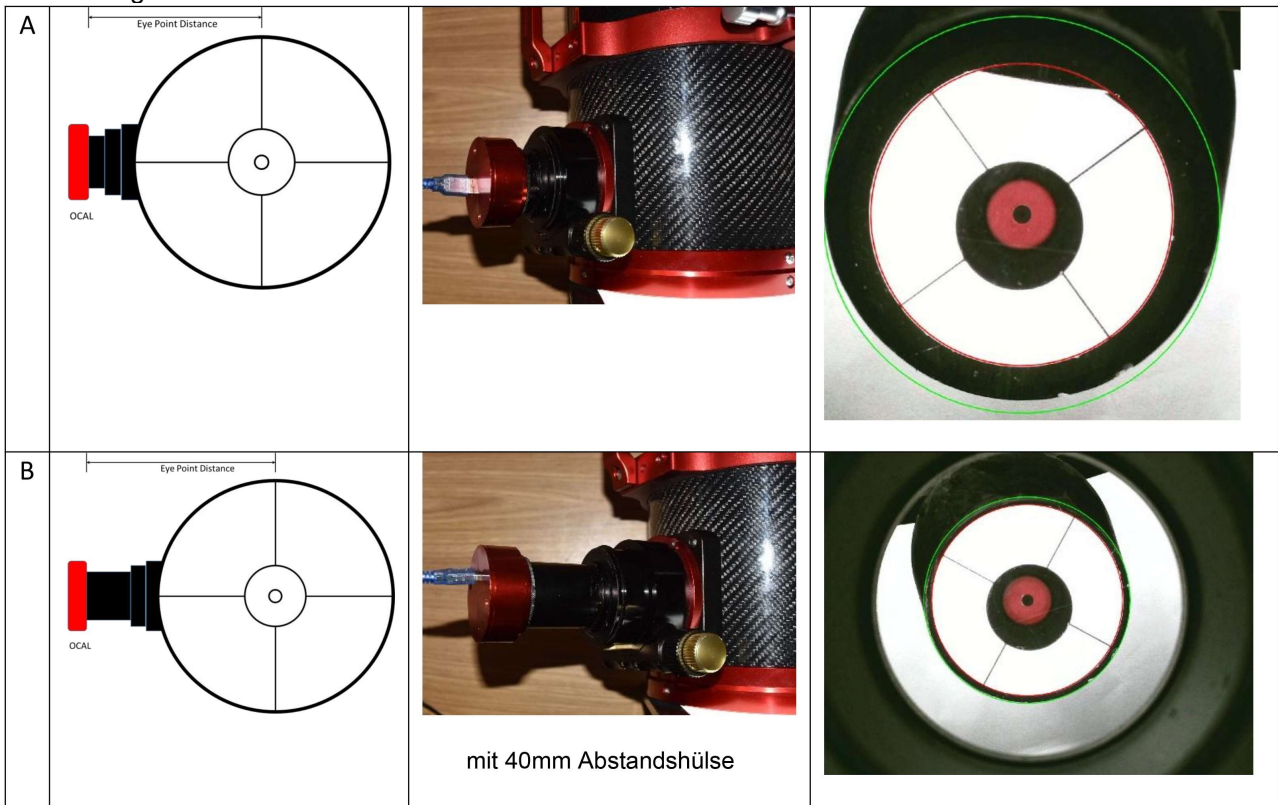 A
Eye Point Distance
OCAL
B
Eye Point Distance
OCAL
mit 40mm Abstandshülse